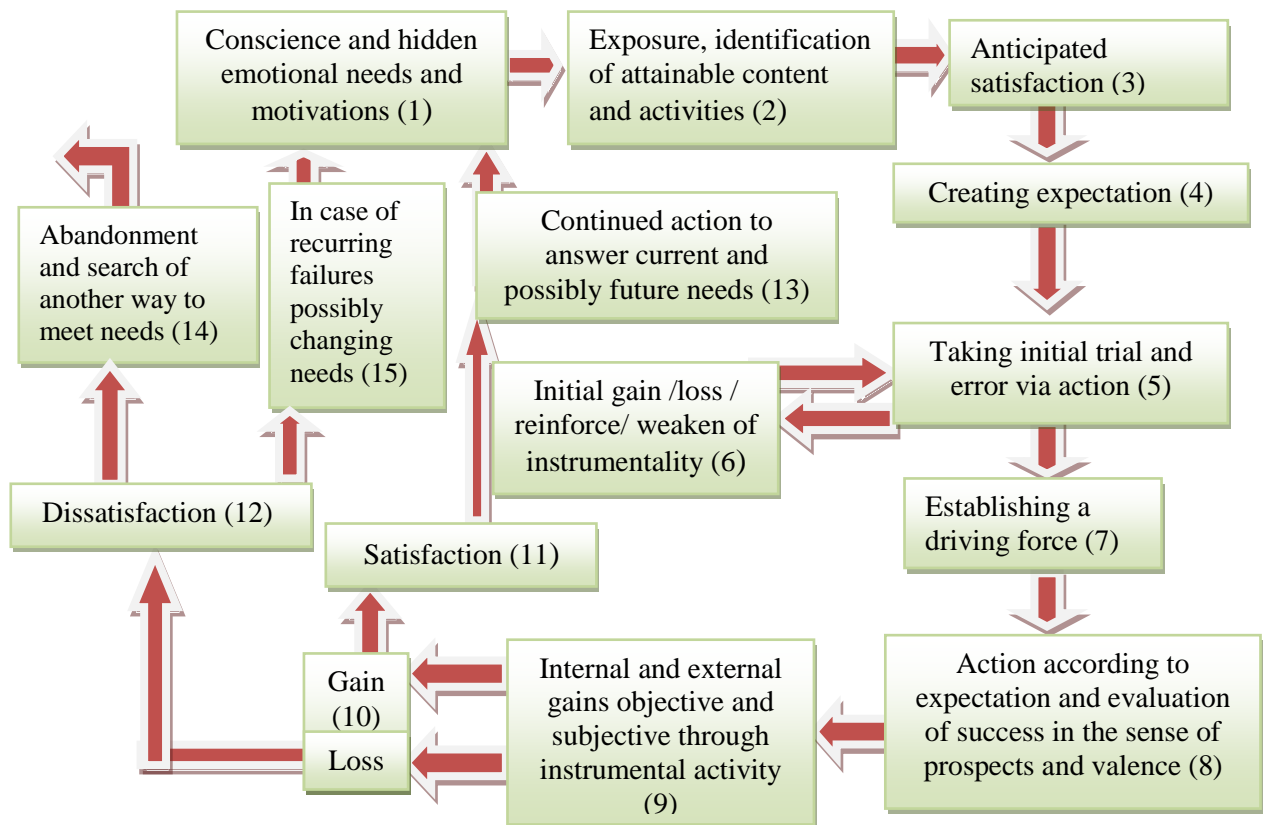 Conscience and hidden
emotional needs and
motivations (1)
Exposure, identification
of attainable content
and activities (2)
Anticipated
satisfaction (3)
Creating expectation (4)
Taking initial trial and
error via action (5)
Initial gain /loss /
reinforce/ weaken of
instrumentality (6)
Establishing a
driving force (7)
Action according to
expectation and evaluation
of success in the sense of
prospects and valence (8)
Internal and external
gains objective and
subjective through
instrumental activity
(9)
Gain
(10)
Loss
Satisfaction (11)
Dissatisfaction (12)
Continued action to
answer current and
possibly future needs (13)
Abandonment
and search of
another way to
meet needs (14)
In case of
recurring
failures
possibly
changing
needs (15)